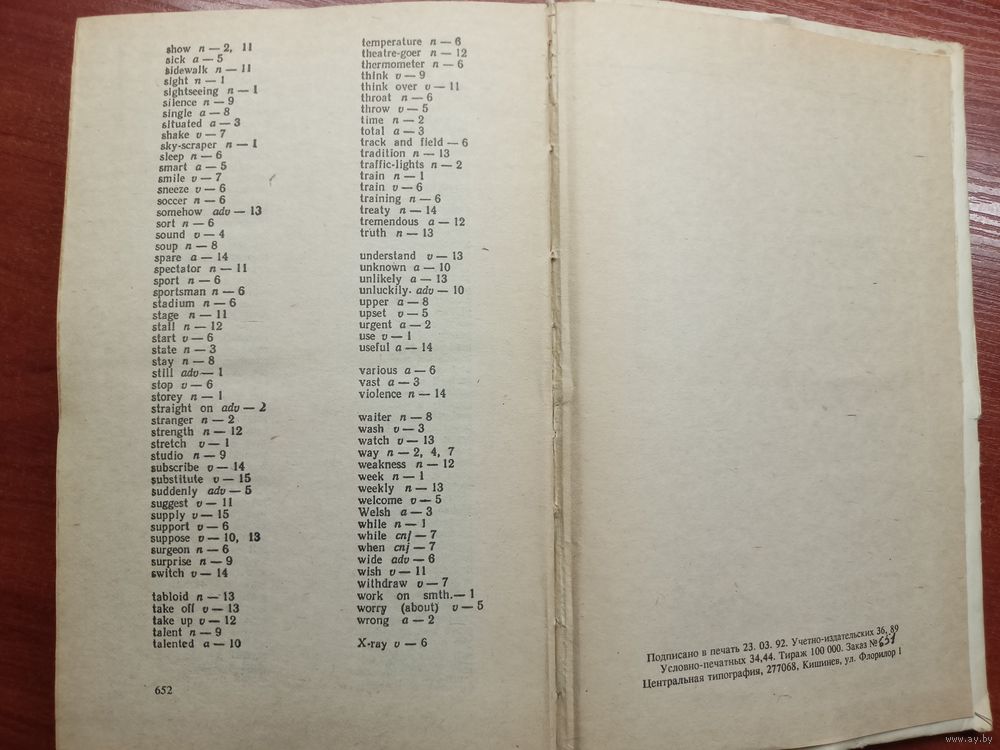 show n — 2, 11
sick a — 5
sidewalk n — 11
sight n — 1
sightseeing n — 1
silence n — 9
single a — 8
situated a — 3
shake v — 7
sky-scraper n — 1
sleep n — 6
smart a — 5
smile v — 7
sneeze v — 6
soccer n — 6
somehow adv — 13
sort n — 6
sound v — 4
soup n — 8
spare a — 14
spectator n — 11
sport n — 6
sportsman n — 6
stadium n — 6
stage n — 11
stall n — 12
start v — 6
state n — 3
stay n — 8
still adv — 1
stop v — 6
storey n — 1
straight on adv — 2
stranger n — 2
strength n — 12
stretch v — 1
studio n — 9
subscribe v — 14
substitute v — 15
suddenly adv — 5
suggest v — 11
supply v — 15
support v — 6
suppose v — 10, 13
surgeon n — 6
surprise n — 9
switch v — 14
tabloid n — 13
take off v — 13
take up v — 12
talent n — 9
talented a — 10
temperature n — 6
theatre-goer n — 12
thermometer n — 6
think v — 9
think over v — 11
throat n — 6
throw v — 5
time n — 2
total a — 3
track and field — 6
tradition n — 13
traffic-lights n — 2
train n — 1
train v — 6
training n — 6
treaty n — 14
tremendous a — 12
truth n — 13
understand v — 13
unknown a — 10
unlikely a — 13
unluckily. adv — 10
upper a — 8
upset v — 5
urgent a — 2
use v — 1
useful a — 14
various a — 6
vast a — 3
violence n — 14
waiter n — 8
wash v — 3
watch v — 13
way n — 2, 4, 7
weakness n — 12
week n — 1
weekly n — 13
welcome v — 5
Welsh a — 3
while n — 1
while cnj — 7
when cnj — 7
wide adv — 6
wish v — 11
withdraw v — 7
work on smth. — 1
worry (about) v — 5
wrong a — 2
X-ray v — 6
652
Подписано в печать 23. 03. 92. Учетно-издательских 36, 89
Условно-печатных 34,44. Тираж 100 000. Заказ № 651
Центральная типография, 277068, Кишинев, ул. Флорилор 1
www.ay.by